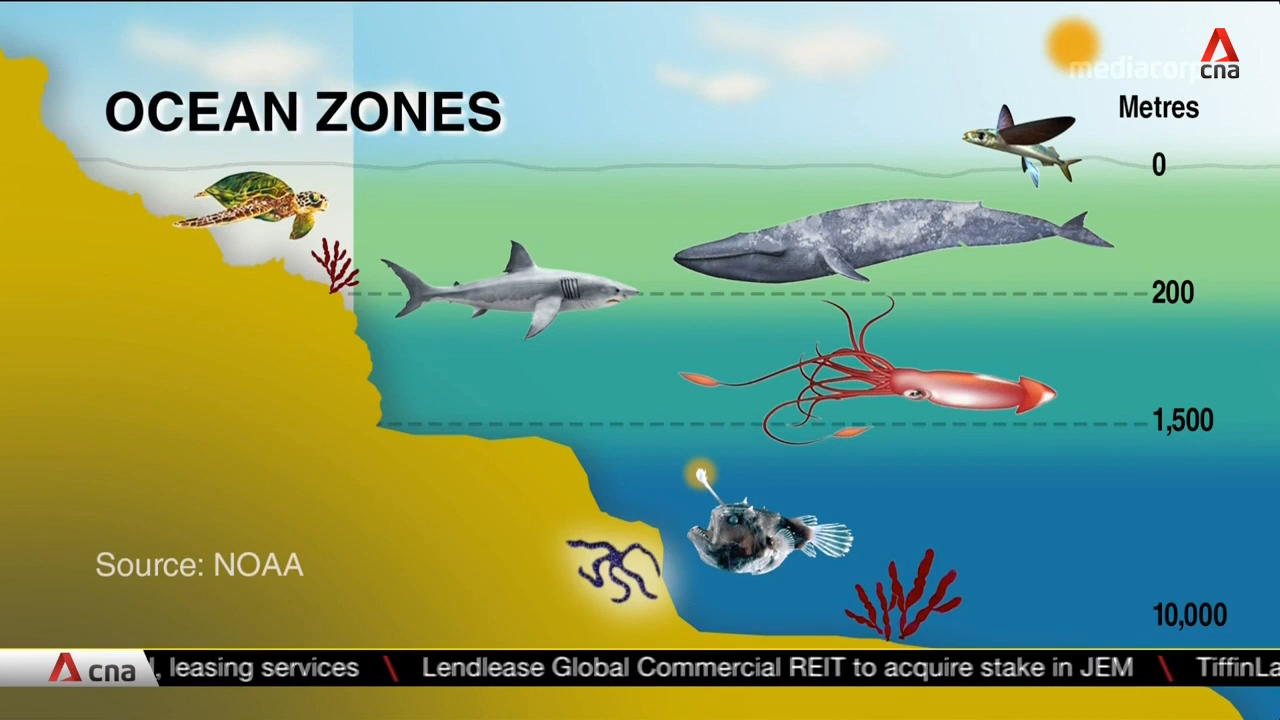 mediacorp
cna
Metres
OCEAN ZONES
0
200
1,500
Source: NOAA
10,000
cna , leasing services \ Lendlease Global Commercial REIT to acquire stake in JEM \ TiffinLa